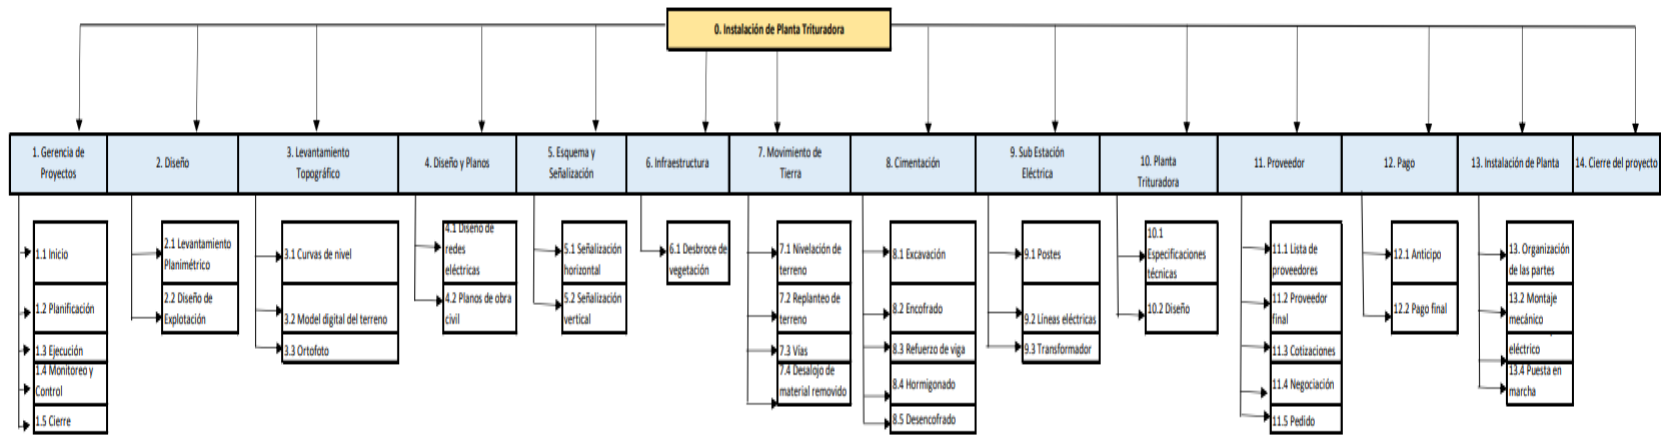 0. Instalación de Planta Trituradora
1. Gerencia de
Proyectos
2. Diseño
3. Levantamiento
Topográfico
4. Diseño y Planos
5. Esquema y
Señalización
6. Infraestructura
7. Movimiento de
Tierra
8. Cimentación
9. Sub Estación
Eléctrica
10. Planta
Trituradora
11. Proveedor
12. Pago
13. Instalación de Planta
14. Cierre del proyecto
1.1 Inicio
1.2 Planificación
1.3 Ejecución
1.4 Monitoreo y
Control
1.5 Cierre
2.1 Levantamiento
Planimétrico
2.2 Diseño de
Explotación
3.1 Curvas de nivel
3.2 Model digital del terreno
3.3 Ortofoto
4.1 Diseño de
redes
eléctricas
4.2 Planos de obra
civil
5.1 Señalización
horizontal
5.2 Señalización
vertical
6.1 Desbroce de
vegetación
7.1 Nivelación de
terreno
7.2 Replanteo de
terreno
7.3 Vías
7.4 Desalojo de
material removido
8.1 Excavación
8.2 Encofrado
8.3 Refuerzo de viga
8.4 Hormigonado
8.5 Desencofrado
9.1 Postes
9.2 Líneas eléctricas
9.3 Transformador
10.1
Especificaciones
técnicas
10.2 Diseño
11.1 Lista de
proveedores
11.2 Proveedor
final
11.3 Cotizaciones
11.4 Negociación
11.5 Pedido
12.1 Anticipo
12.2 Pago final
13. Organización
de las partes
13.2 Montaje
mecánico
eléctrico
13.4 Puesta en
marcha